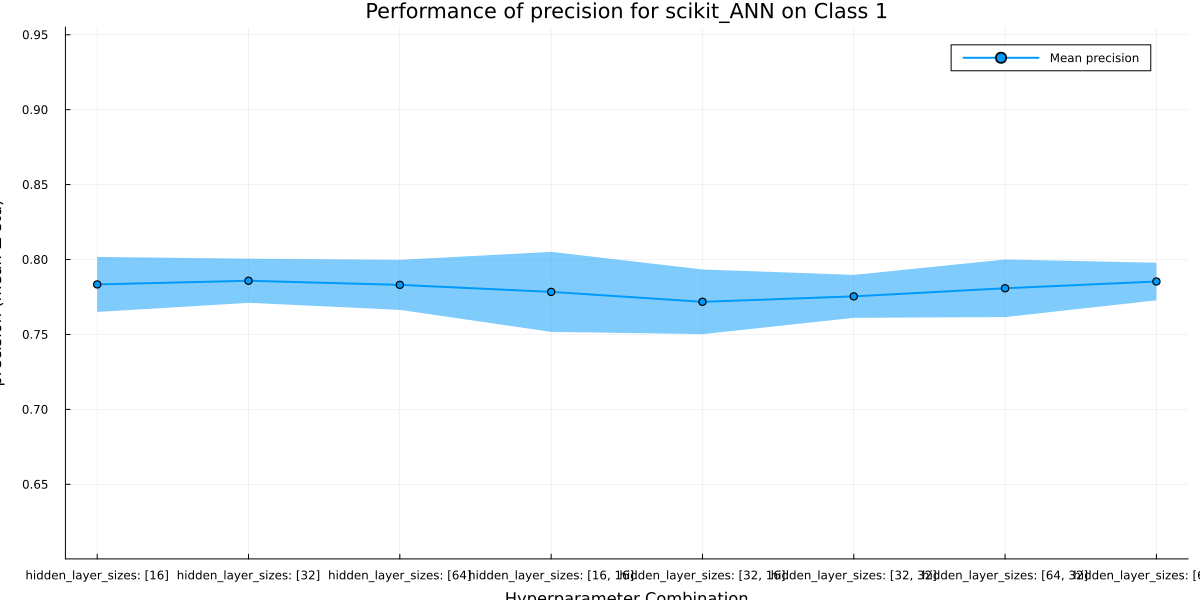 Performance of precision for scikit_ANN on Class 1
Mean precision
0.95
0.90
0.85
0.80
0.75
0.70
0.65
hidden_layer_sizes: [16] hidden_layer_sizes: [32] hidden_layer_sizes: [64] hidden_layer_sizes: [16, 16] hidden_layer_sizes: [32, 16] hidden_layer_sizes: [32, 32] hidden_layer_sizes: [64, 32] hidden_layer_sizes: [6
Hyperparameter Combination